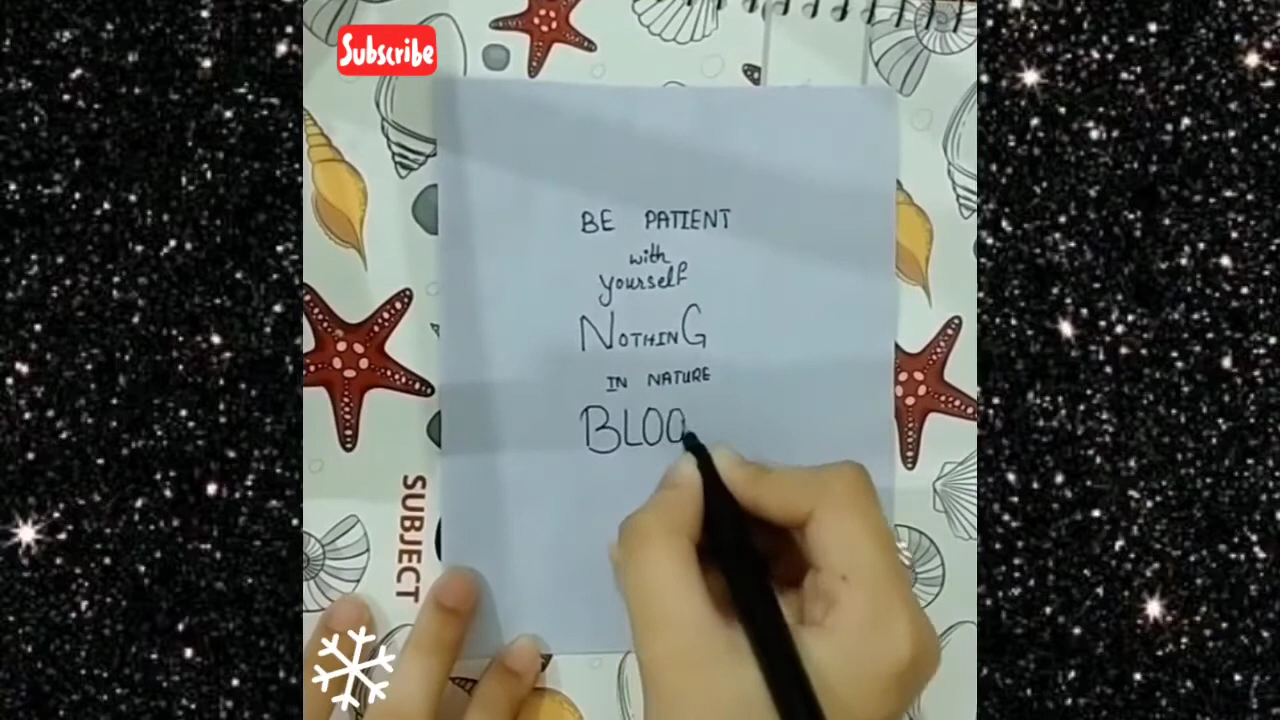 Subscribe
BE PATIENT
with
yourself
NOTHING
IN NATURE
BLOO
SUBJECT